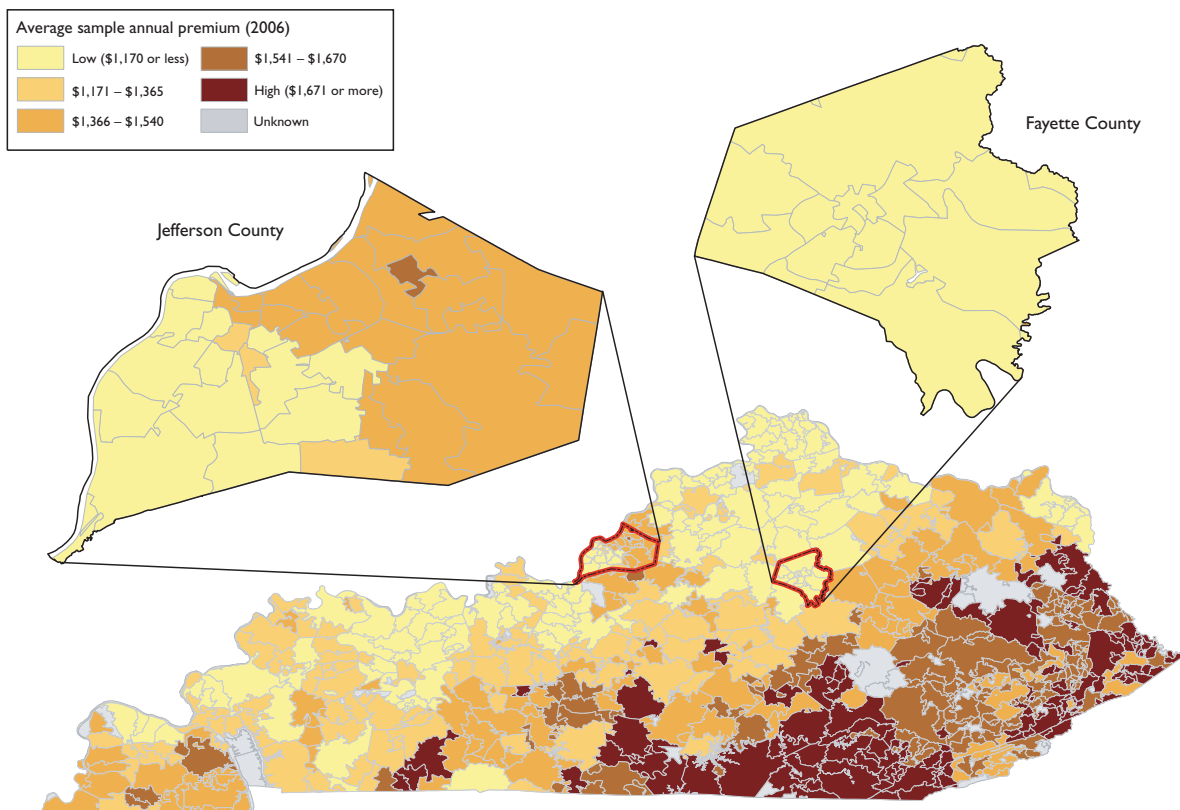 Average sample annual premium (2006)
Low ($1,170 or less)
$1,541 – $1,670
$1,171 – $1,365
High ($1,671 or more)
$1,366 – $1,540
Unknown
Fayette County
Jefferson County